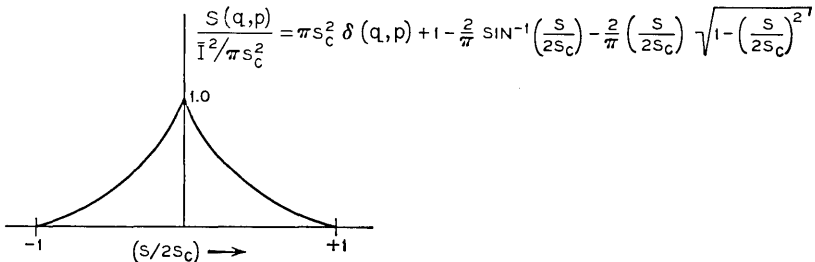 S(q,p) / Ī²/πs_c² = πs_c² δ(q,p) + 1 - 2/π SIN⁻¹(s/2s_c) - 2/π (s/2s_c) √(1-(s/2s_c)²)
1.0
-1 +1
(s/2s_c) →